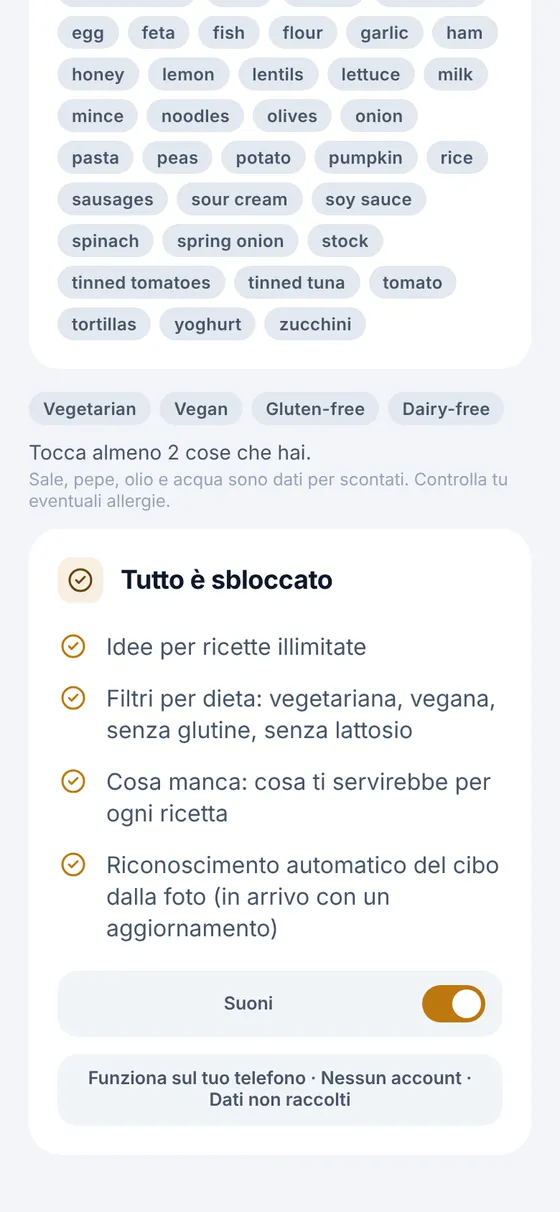 egg feta fish flour garlic ham
honey lemon lentils lettuce milk
mince noodles olives onion
pasta peas potato pumpkin rice
sausages sour cream soy sauce
spinach spring onion stock
tinned tomatoes tinned tuna tomato
tortillas yoghurt zucchini
Vegetarian Vegan Gluten-free Dairy-free
Tocca almeno 2 cose che hai.
Sale, pepe, olio e acqua sono dati per scontati. Controlla tu
eventuali allergie.
Tutto è sbloccato
Idee per ricette illimitate
Filtri per dieta: vegetariana, vegana,
senza glutine, senza lattosio
Cosa manca: cosa ti servirebbe per
ogni ricetta
Riconoscimento automatico del cibo
dalla foto (in arrivo con un
aggiornamento)
Suoni
Funziona sul tuo telefono · Nessun account ·
Dati non raccolti